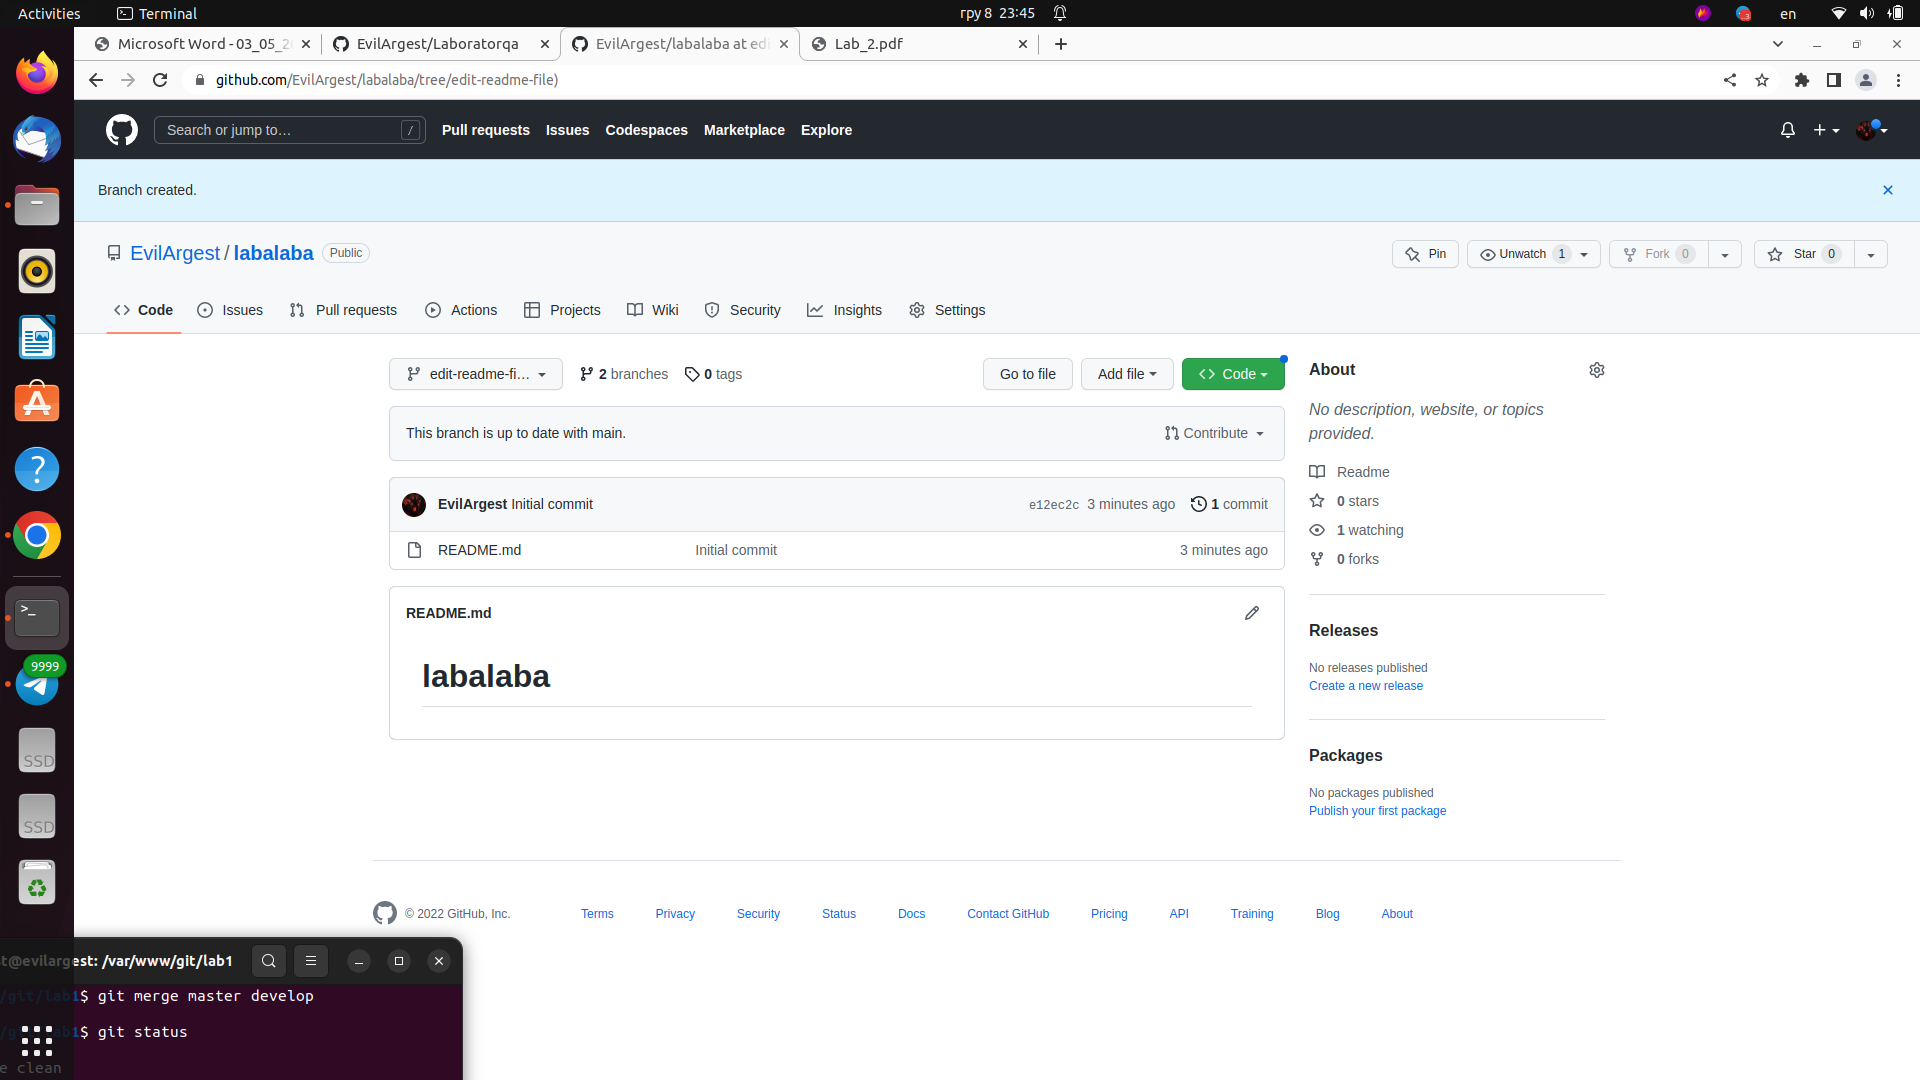 Activities Terminal гру 8 23:45 en
Microsoft Word - 03_05_2 EvilArgest/Laboratorqa EvilArgest/labalaba at edi Lab_2.pdf
github.com/EvilArgest/labalaba/tree/edit-readme-file)
Search or jump to… / Pull requests Issues Codespaces Marketplace Explore
Branch created.
EvilArgest / labalaba Public Pin Unwatch 1 Fork 0 Star 0
Code Issues Pull requests Actions Projects Wiki Security Insights Settings
edit-readme-fi… 2 branches 0 tags Go to file Add file Code
This branch is up to date with main. Contribute
EvilArgest Initial commit e12ec2c 3 minutes ago 1 commit
README.md Initial commit 3 minutes ago
README.md
labalaba
About
No description, website, or topics
provided.
Readme
0 stars
1 watching
0 forks
Releases
No releases published
Create a new release
Packages
No packages published
Publish your first package
© 2022 GitHub, Inc. Terms Privacy Security Status Docs Contact GitHub Pricing API Training Blog About
9999
SSD
SSD
t@evilargest: /var/www/git/lab1
/git/lab1$ git merge master develop
/git/lab1$ git status
e clean